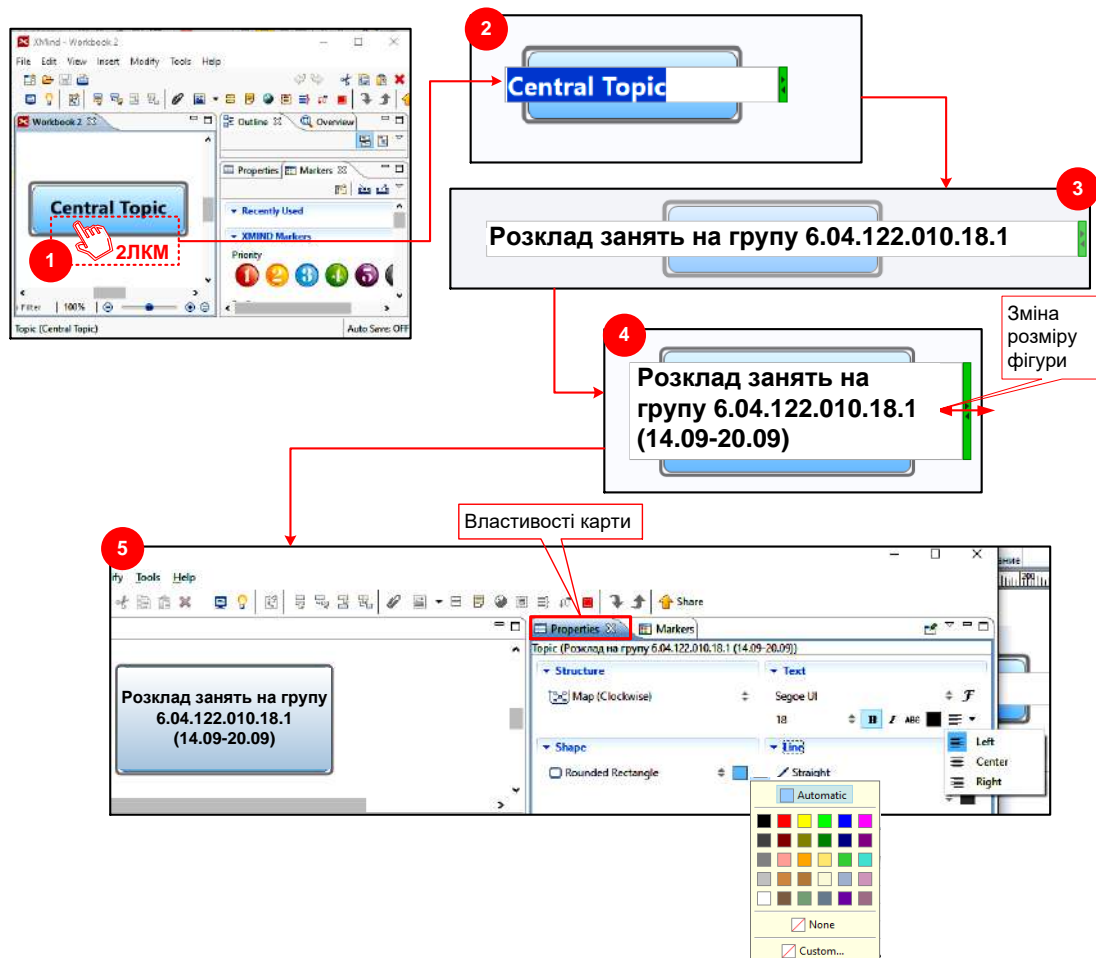 XMind - Workbook 2
File Edit View Insert Modify Tools Help
Workbook 2
Outline
Overview
Properties
Markers
Recently Used
XMIND Markers
Priority
1 2 3 4 5
Central Topic
1
2ЛКМ
100%
Topic (Central Topic)
Auto Save: OFF
2
Central Topic
3
Розклад занять на групу 6.04.122.010.18.1
4
Розклад занять на
групу 6.04.122.010.18.1
(14.09-20.09)
Зміна
розміру
фігури
Властивості карти
5
Tools Help
Share
Properties
Markers
Topic (Розклад на групу 6.04.122.010.18.1 (14.09-20.09))
Structure
Text
Map (Clockwise)
Segoe UI
18
B I ABC
Left
Center
Right
Shape
Line
Rounded Rectangle
Straight
Розклад занять на групу
6.04.122.010.18.1
(14.09-20.09)
Automatic
None
Custom...